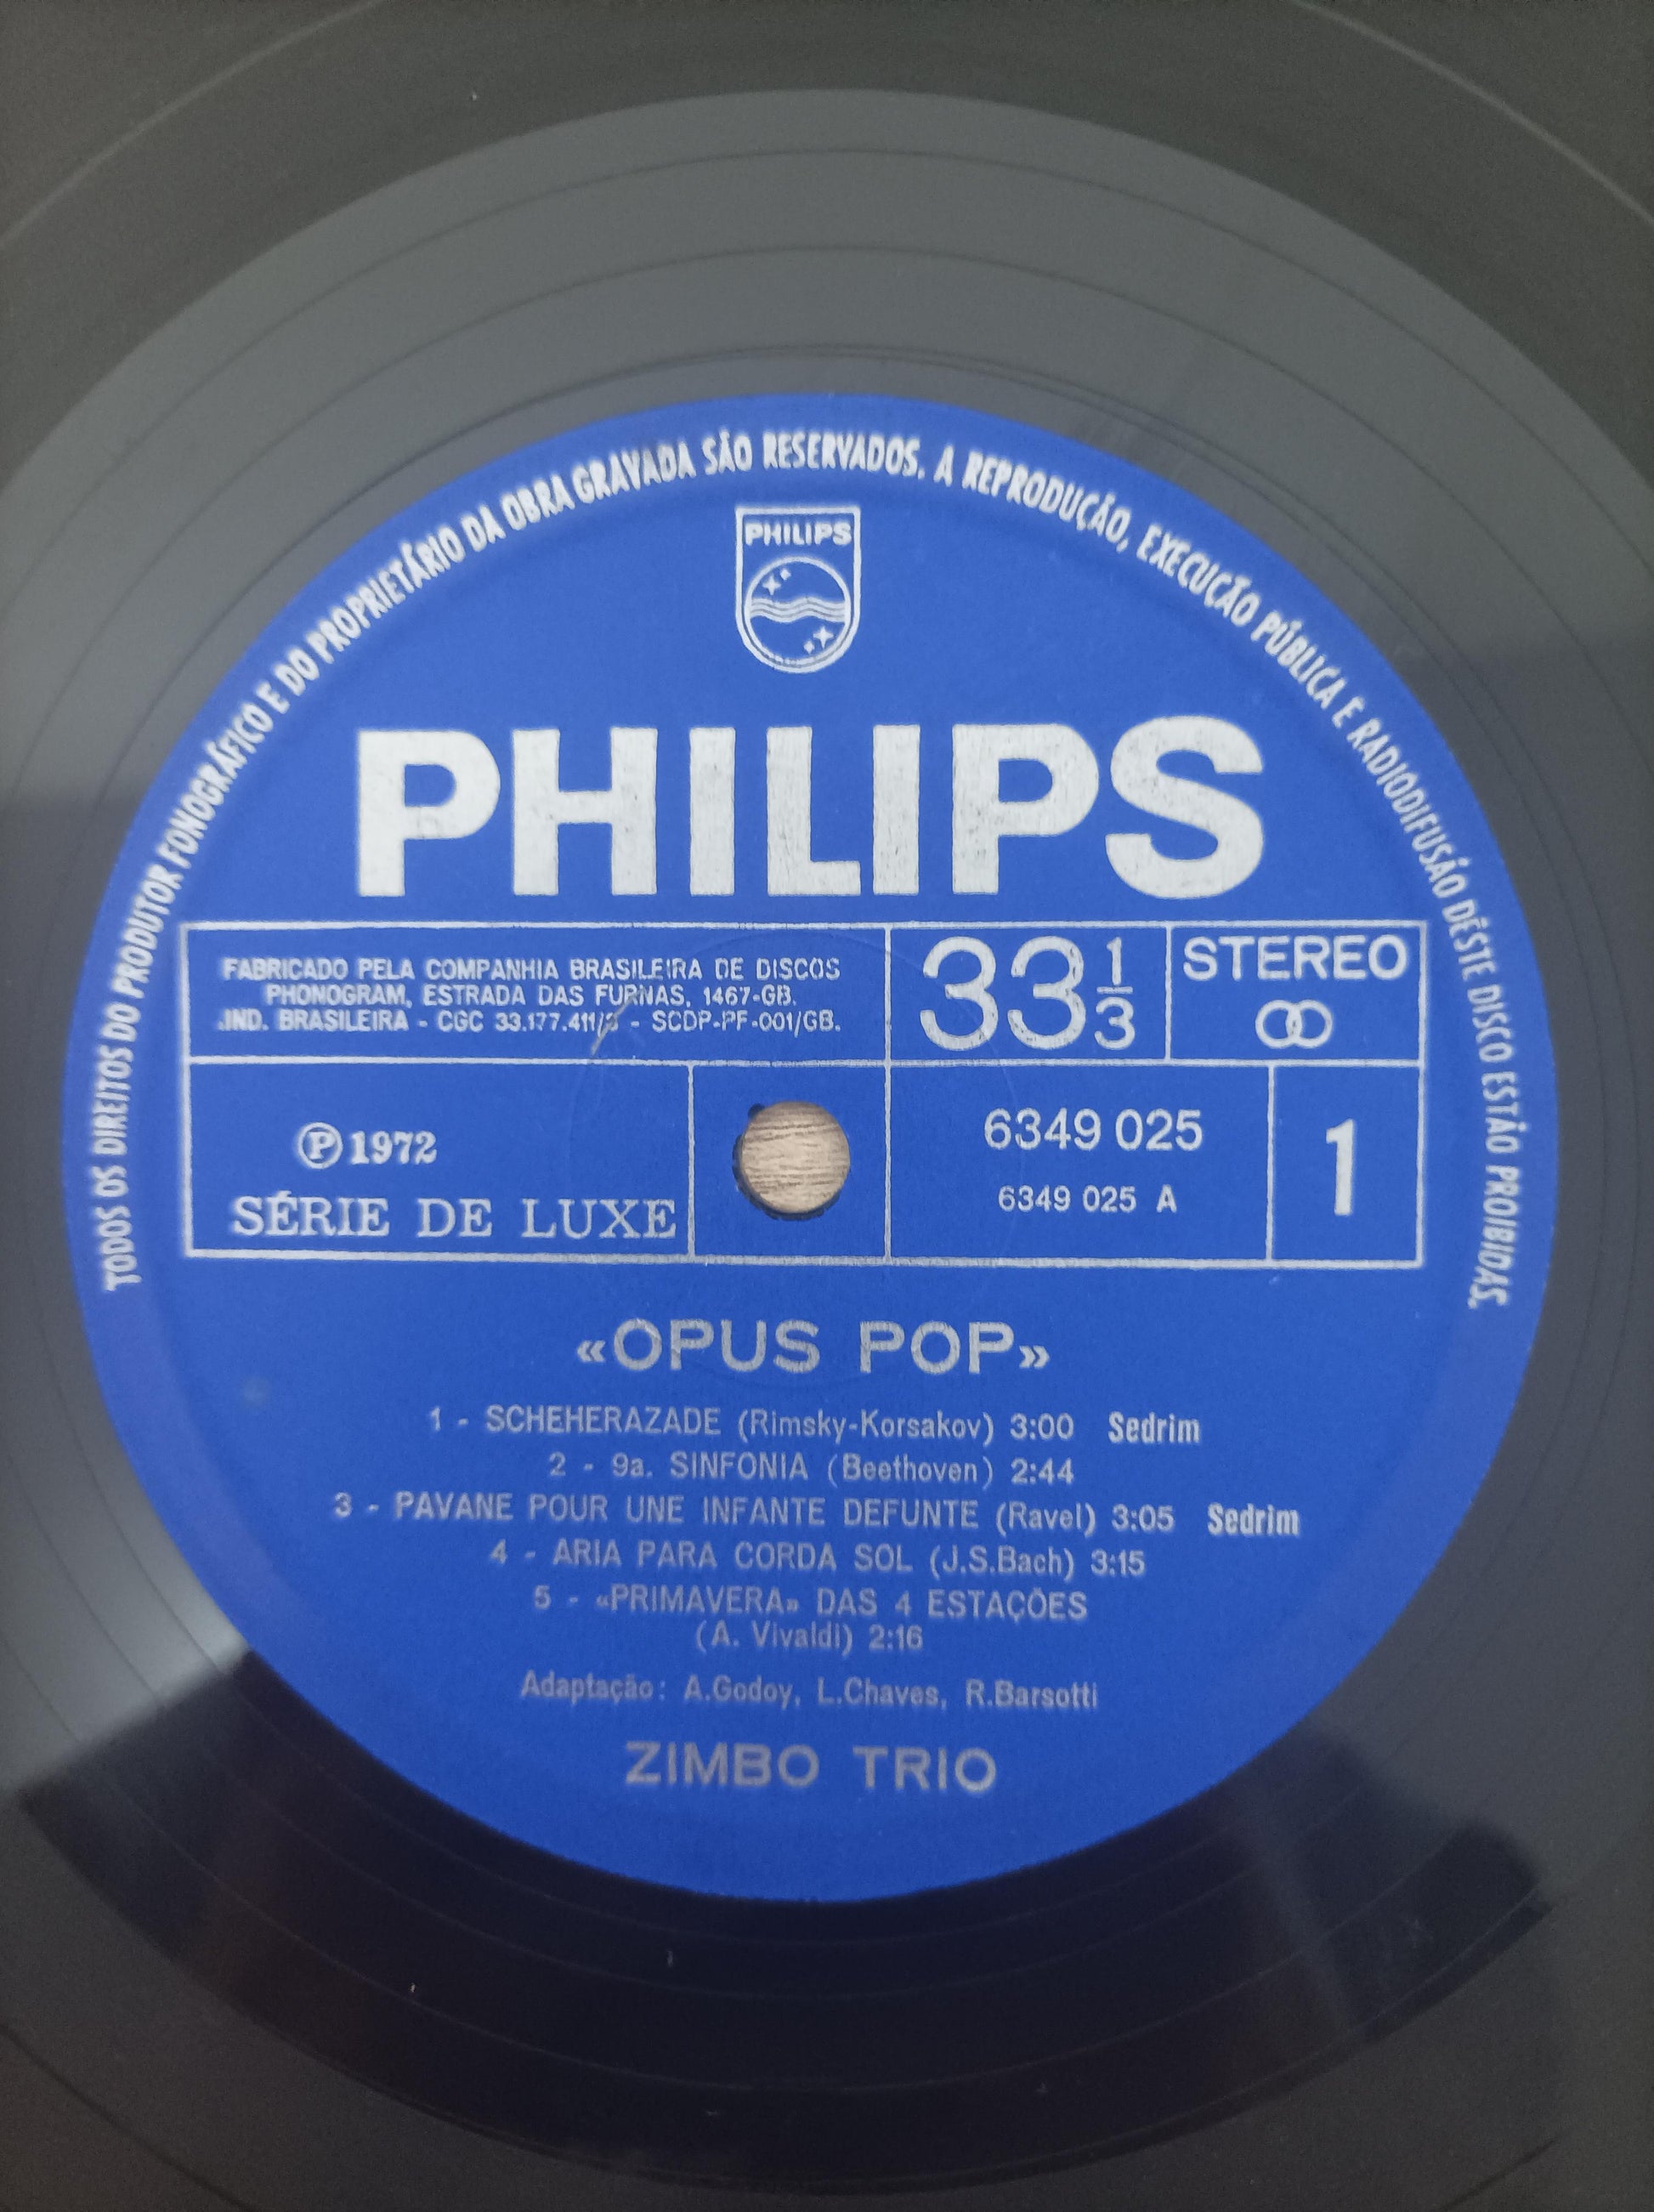 TODOS OS DIREITOS DO PRODUTOR FONOGRÁFICO E DO PROPRIETÁRIO DA OBRA GRAVADA SÃO RESERVADOS. A REPRODUÇÃO, EXECUÇÃO PÚBLICA E RADIODIFUSÃO DÊSTE DISCO ESTÃO PROIBIDAS.
PHILIPS
PHILIPS
FABRICADO PELA COMPANHIA BRASILEIRA DE DISCOS
PHONOGRAM, ESTRADA DAS FURNAS, 1467-GB.
IND. BRASILEIRA - CGC 33.177.411/ - SCDP-PF-001/GB.
33 1/3
STEREO
℗ 1972
SÉRIE DE LUXE
6349 025
6349 025 A
1
«OPUS POP»
1 - SCHEHERAZADE (Rimsky-Korsakov) 3:00 Sedrim
2 - 9a. SINFONIA (Beethoven) 2:44
3 - PAVANE POUR UNE INFANTE DEFUNTE (Ravel) 3:05 Sedrim
4 - ARIA PARA CORDA SOL (J.S.Bach) 3:15
5 - «PRIMAVERA» DAS 4 ESTAÇÕES
(A. Vivaldi) 2:16
Adaptação: A.Godoy, L.Chaves, R.Barsotti
ZIMBO TRIO